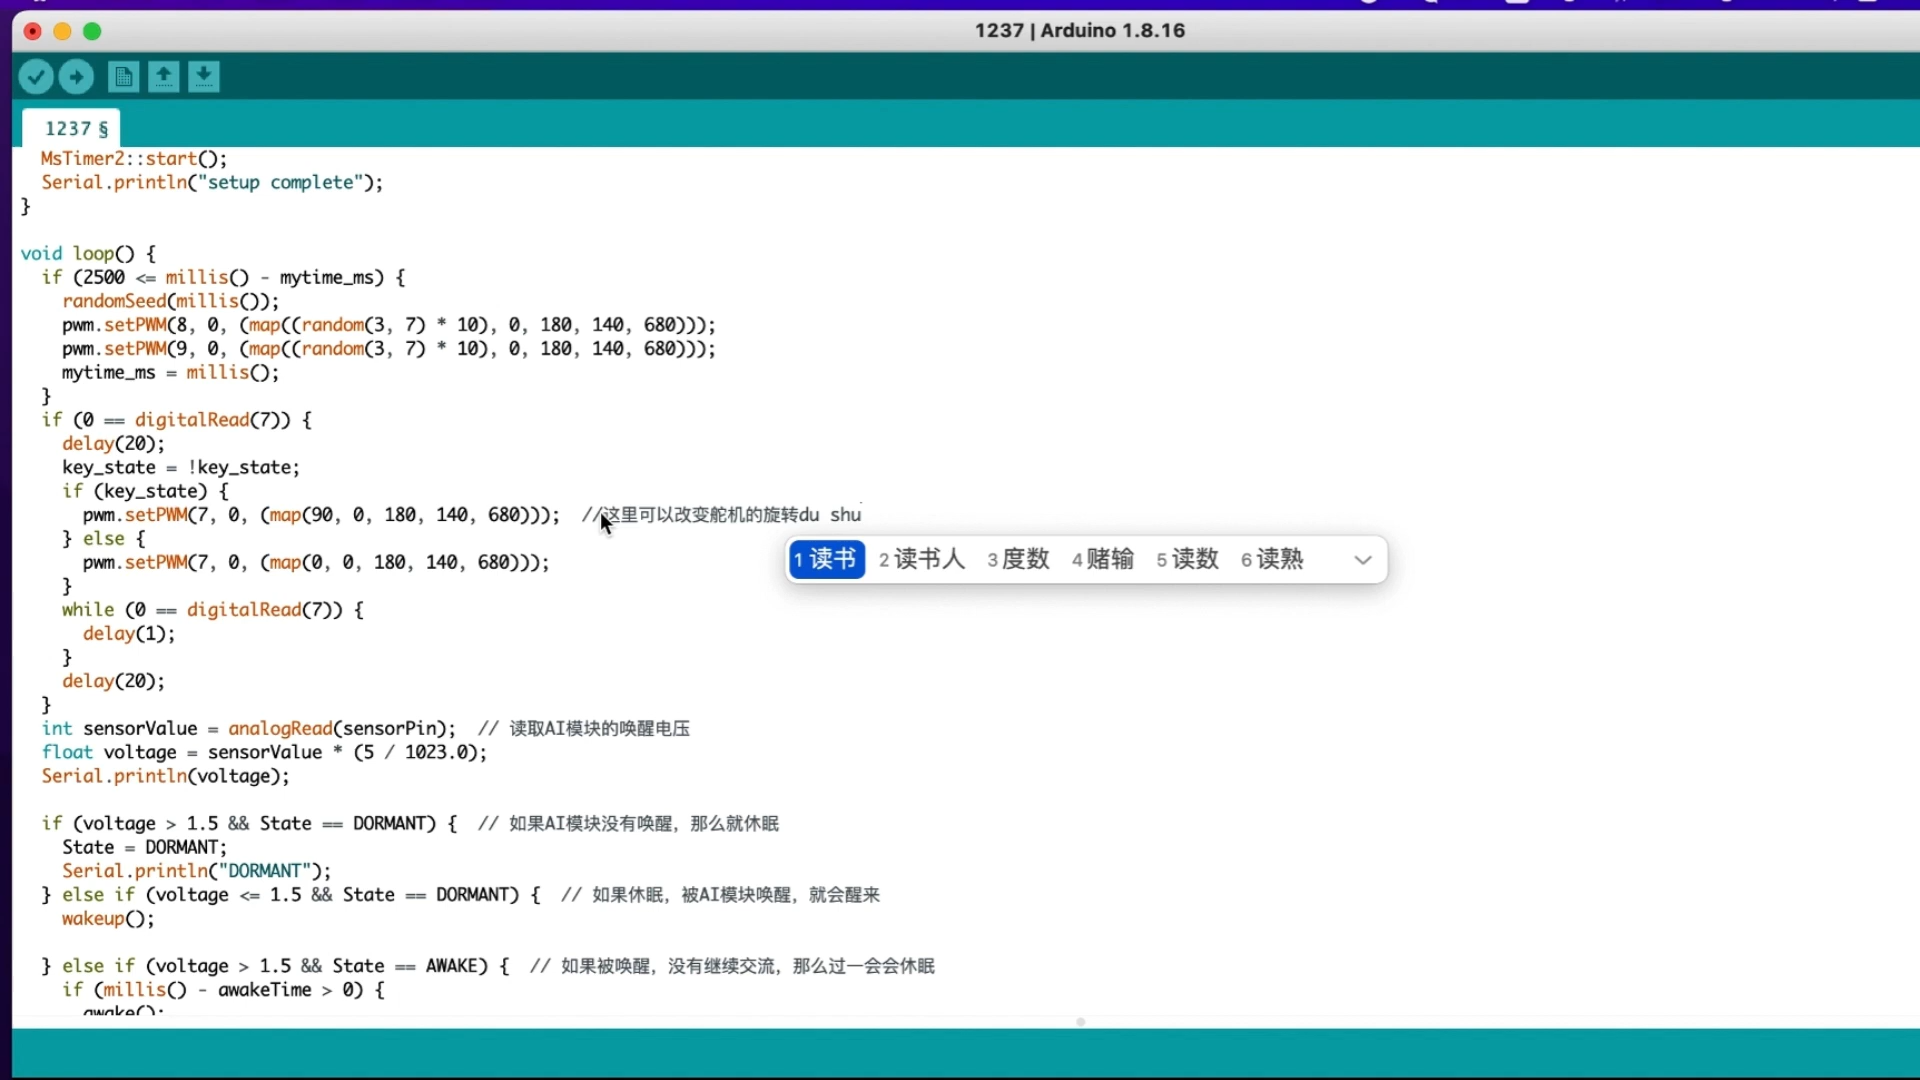 1237 | Arduino 1.8.16
1237 §
MsTimer2::start();
Serial.println("setup complete");
}
void loop() {
if (2500 <= millis() - mytime_ms) {
randomSeed(millis());
pwm.setPWM(8, 0, (map((random(3, 7) * 10), 0, 180, 140, 680)));
pwm.setPWM(9, 0, (map((random(3, 7) * 10), 0, 180, 140, 680)));
mytime_ms = millis();
}
if (0 == digitalRead(7)) {
delay(20);
key_state = !key_state;
if (key_state) {
pwm.setPWM(7, 0, (map(90, 0, 180, 140, 680))); //这里可以改变舵机的旋转du shu
} else {
1 读书 2 读书人 3 度数 4 赌输 5 读数 6 读熟
pwm.setPWM(7, 0, (map(0, 0, 180, 140, 680)));
}
while (0 == digitalRead(7)) {
delay(1);
}
delay(20);
}
int sensorValue = analogRead(sensorPin); // 读取AI模块的唤醒电压
float voltage = sensorValue * (5 / 1023.0);
Serial.println(voltage);
if (voltage > 1.5 && State == DORMANT) { // 如果AI模块没有唤醒，那么就休眠
State = DORMANT;
Serial.println("DORMANT");
} else if (voltage <= 1.5 && State == DORMANT) { // 如果休眠，被AI模块唤醒，就会醒来
wakeup();
} else if (voltage > 1.5 && State == AWAKE) { // 如果被唤醒，没有继续交流，那么过一会会休眠
if (millis() - awakeTime > 0) {
awake();